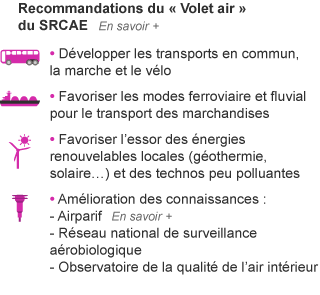 Recommandations du « Volet air »
du SRCAE En savoir +
• Développer les transports en commun,
la marche et le vélo
• Favoriser les modes ferroviaire et fluvial
pour le transport des marchandises
• Favoriser l'essor des énergies
renouvelables locales (géothermie,
solaire…) et des technos peu polluantes
• Amélioration des connaissances :
- Airparif En savoir +
- Réseau national de surveillance
aérobiologique
- Observatoire de la qualité de l'air intérieur